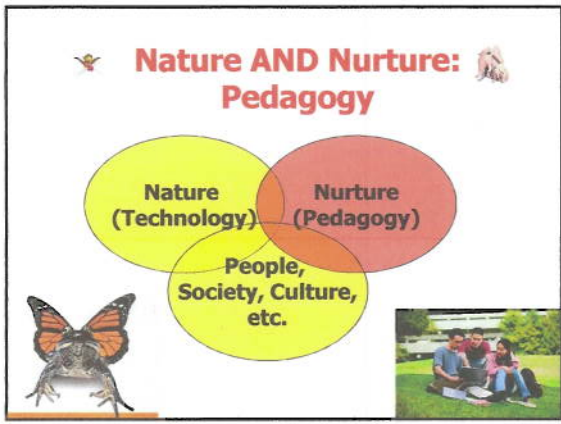 Nature AND Nurture:
Pedagogy
Nature
(Technology)
Nurture
(Pedagogy)
People,
Society, Culture,
etc.